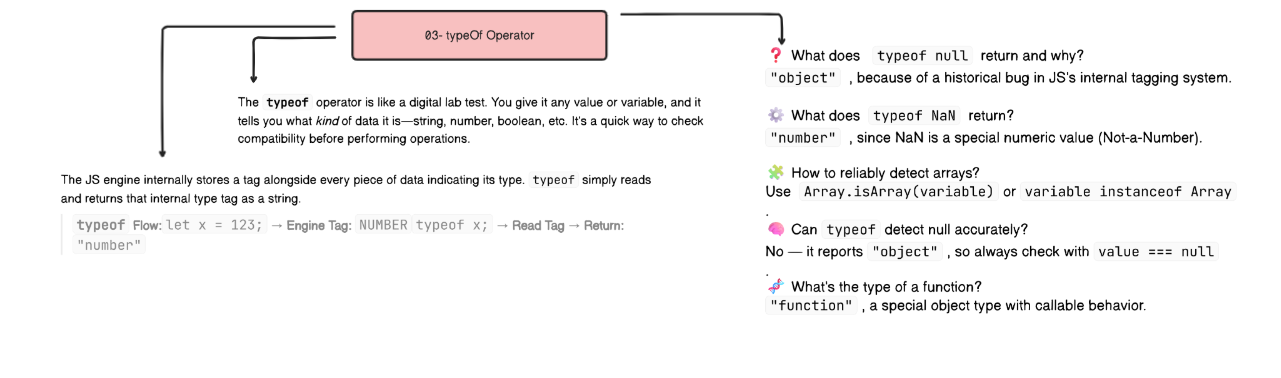 03- typeOf Operator
The typeof operator is like a digital lab test. You give it any value or variable, and it
tells you what kind of data it is—string, number, boolean, etc. It's a quick way to check
compatibility before performing operations.
The JS engine internally stores a tag alongside every piece of data indicating its type. typeof simply reads
and returns that internal type tag as a string.
typeof Flow: let x = 123; → Engine Tag: NUMBER typeof x; → Read Tag → Return:
"number"
❓ What does typeof null return and why?
"object" , because of a historical bug in JS's internal tagging system.
⚙️ What does typeof NaN return?
"number" , since NaN is a special numeric value (Not-a-Number).
🧩 How to reliably detect arrays?
Use Array.isArray(variable) or variable instanceof Array
.
🧠 Can typeof detect null accurately?
No — it reports "object" , so always check with value === null
.
🧬 What's the type of a function?
"function" , a special object type with callable behavior.